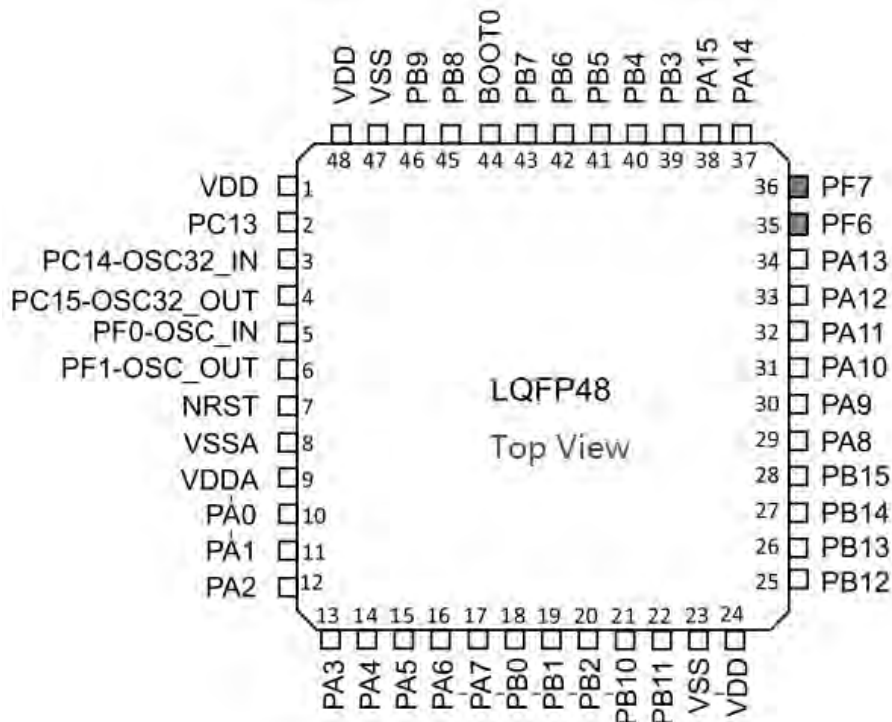 VDD
VSS
PB9
PB8
BOOT0
PB7
PB6
PB5
PB4
PB3
PA15
PA14
48 47 46 45 44 43 42 41 40 39 38 37
VDD 1 36 PF7
PC13 2 35 PF6
PC14-OSC32_IN 3 34 PA13
PC15-OSC32_OUT 4 33 PA12
PF0-OSC_IN 5 32 PA11
PF1-OSC_OUT 6 31 PA10
LQFP48
NRST 7 30 PA9
VSSA 8 29 PA8
Top View
VDDA 9 28 PB15
PA0 10 27 PB14
PA1 11 26 PB13
PA2 12 25 PB12
13 14 15 16 17 18 19 20 21 22 23 24
PA3
PA4
PA5
PA6
PA7
PB0
PB1
PB2
PB10
PB11
VSS
VDD